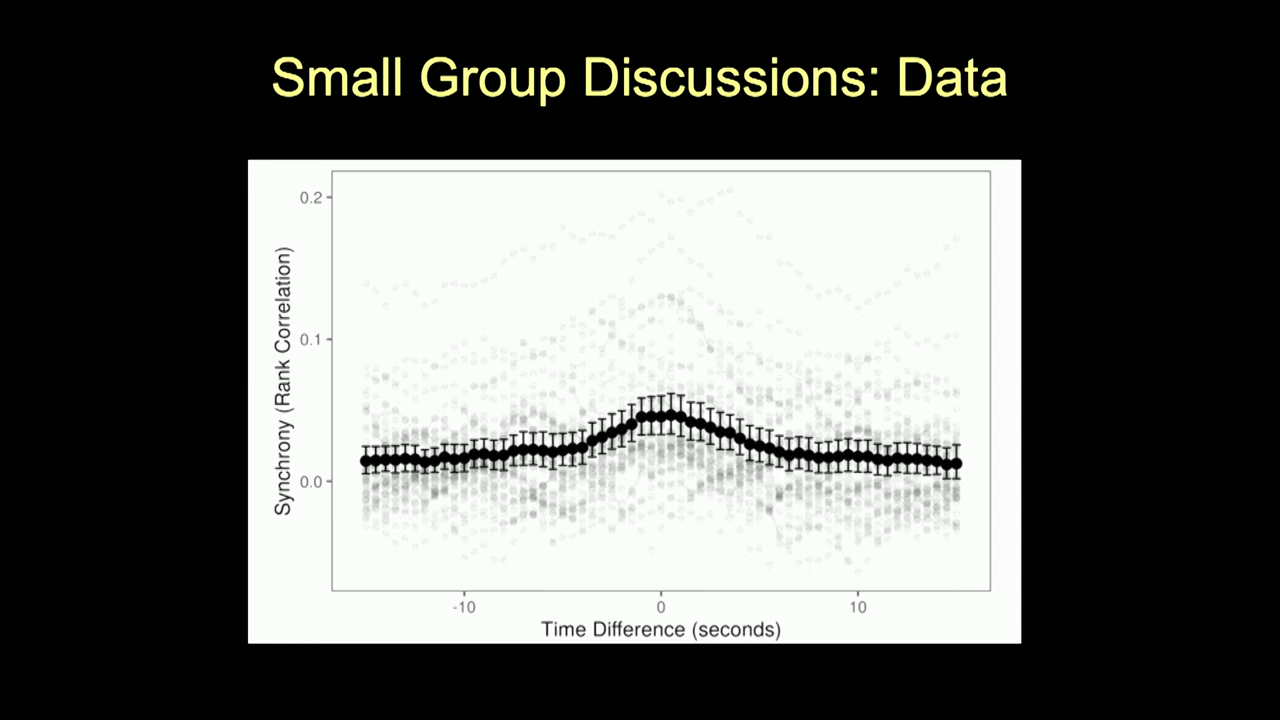 Small Group Discussions: Data
0.2
0.1
0.0
Synchrony (Rank Correlation)
-10
0
10
Time Difference (seconds)